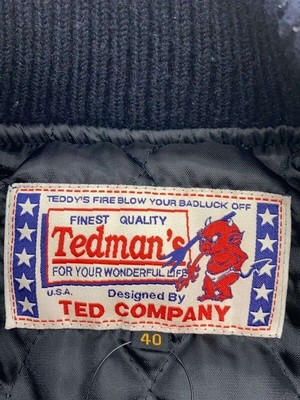 TEDDY'S FIRE BLOW YOUR BADLUCK OFF
FINEST QUALITY
Tedman's
FOR YOUR WONDERFUL LIFE
U.S.A. Designed By
TED COMPANY
40